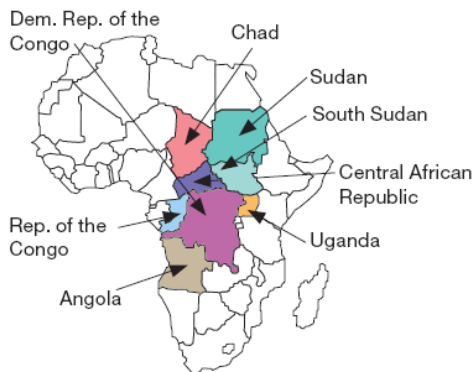 Dem. Rep. of the
Congo
Chad
Sudan
South Sudan
Central African
Republic
Rep. of the
Congo
Uganda
Angola